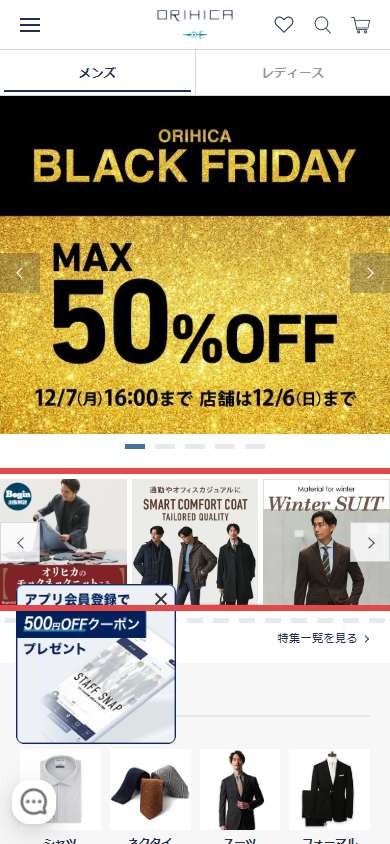 ORIHICA
メンズ
レディース
ORIHICA
BLACK FRIDAY
MAX
50%OFF
12/7(月)16:00まで 店舗は12/6(日)まで
Begin
通勤やオフィスカジュアルに
SMART COMFORT COAT
TAILORED QUALITY
Material for winter
Winter SUIT
オリヒカの
アプリ会員登録で
500円OFFクーポン
プレゼント
STAFF SNAP
特集一覧を見る
シャツ
ネクタイ
スーツ
フォーマル